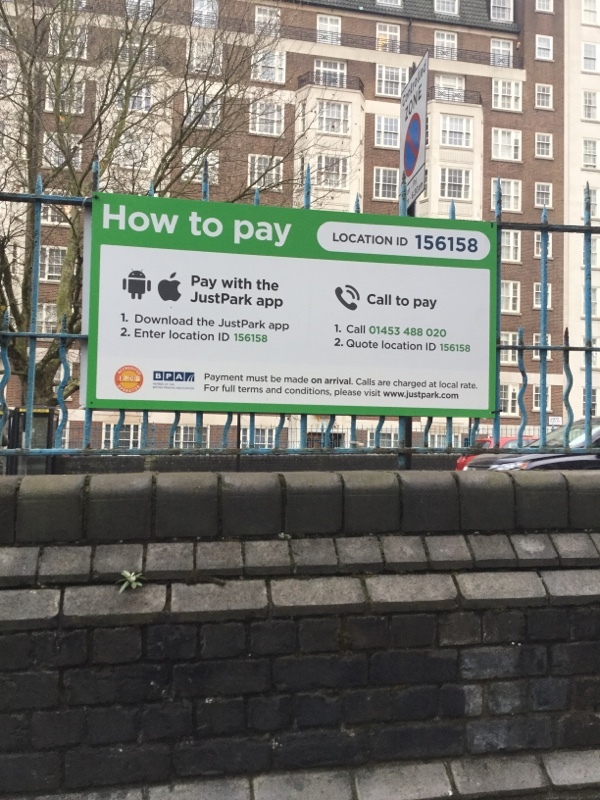 ZONE
How to pay
LOCATION ID 156158
Pay with the
JustPark app
1. Download the JustPark app
2. Enter location ID 156158
Call to pay
1. Call 01453 488 020
2. Quote location ID 156158
BPA
Payment must be made on arrival. Calls are charged at local rate.
For full terms and conditions, please visit www.justpark.com